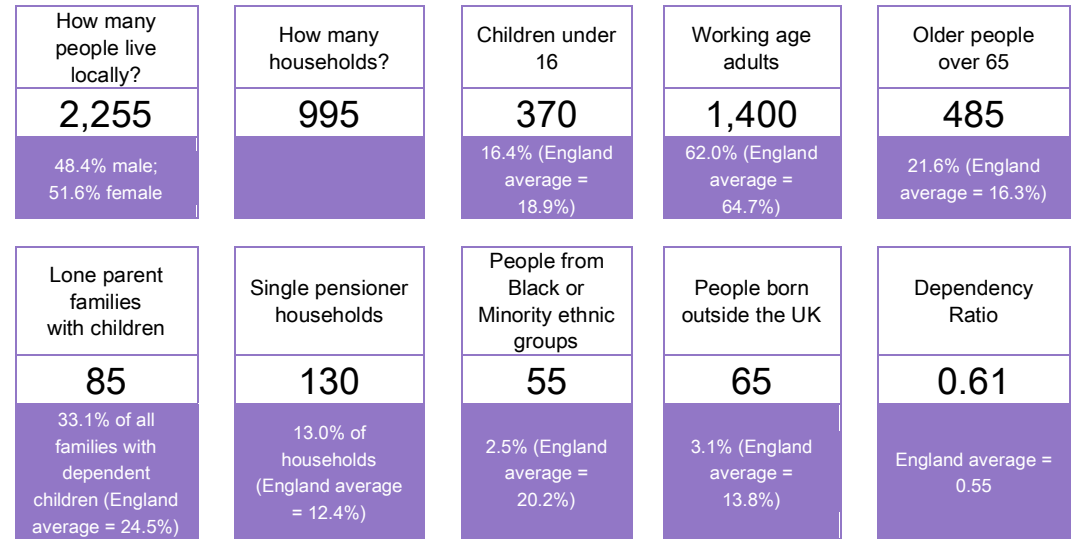 How many
people live
locally?
2,255
48.4% male;
51.6% female
How many
households?
995
Children under
16
370
16.4% (England
average =
18.9%)
Working age
adults
1,400
62.0% (England
average =
64.7%)
Older people
over 65
485
21.6% (England
average = 16.3%)
Lone parent
families
with children
85
33.1% of all
families with
dependent
children (England
average = 24.5%)
Single pensioner
households
130
13.0% of
households
(England average
= 12.4%)
People from
Black or
Minority ethnic
groups
55
2.5% (England
average =
20.2%)
People born
outside the UK
65
3.1% (England
average =
13.8%)
Dependency
Ratio
0.61
England average =
0.55